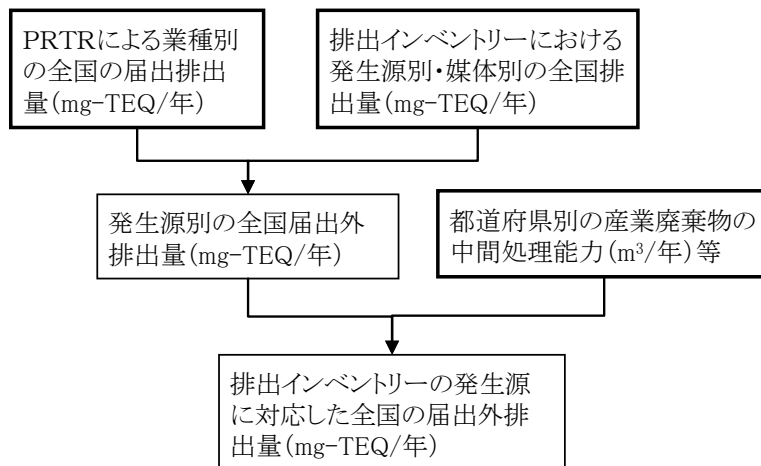 PRTRによる業種別
の全国の届出排出
量(mg-TEQ/年)
排出インベントリーにおける
発生源別・媒体別の全国排
出量(mg-TEQ/年)
発生源別の全国届出外
排出量(mg-TEQ/年)
都道府県別の産業廃棄物の
中間処理能力(m³/年)等
排出インベントリーの発生源
に対応した全国の届出外排
出量(mg-TEQ/年)